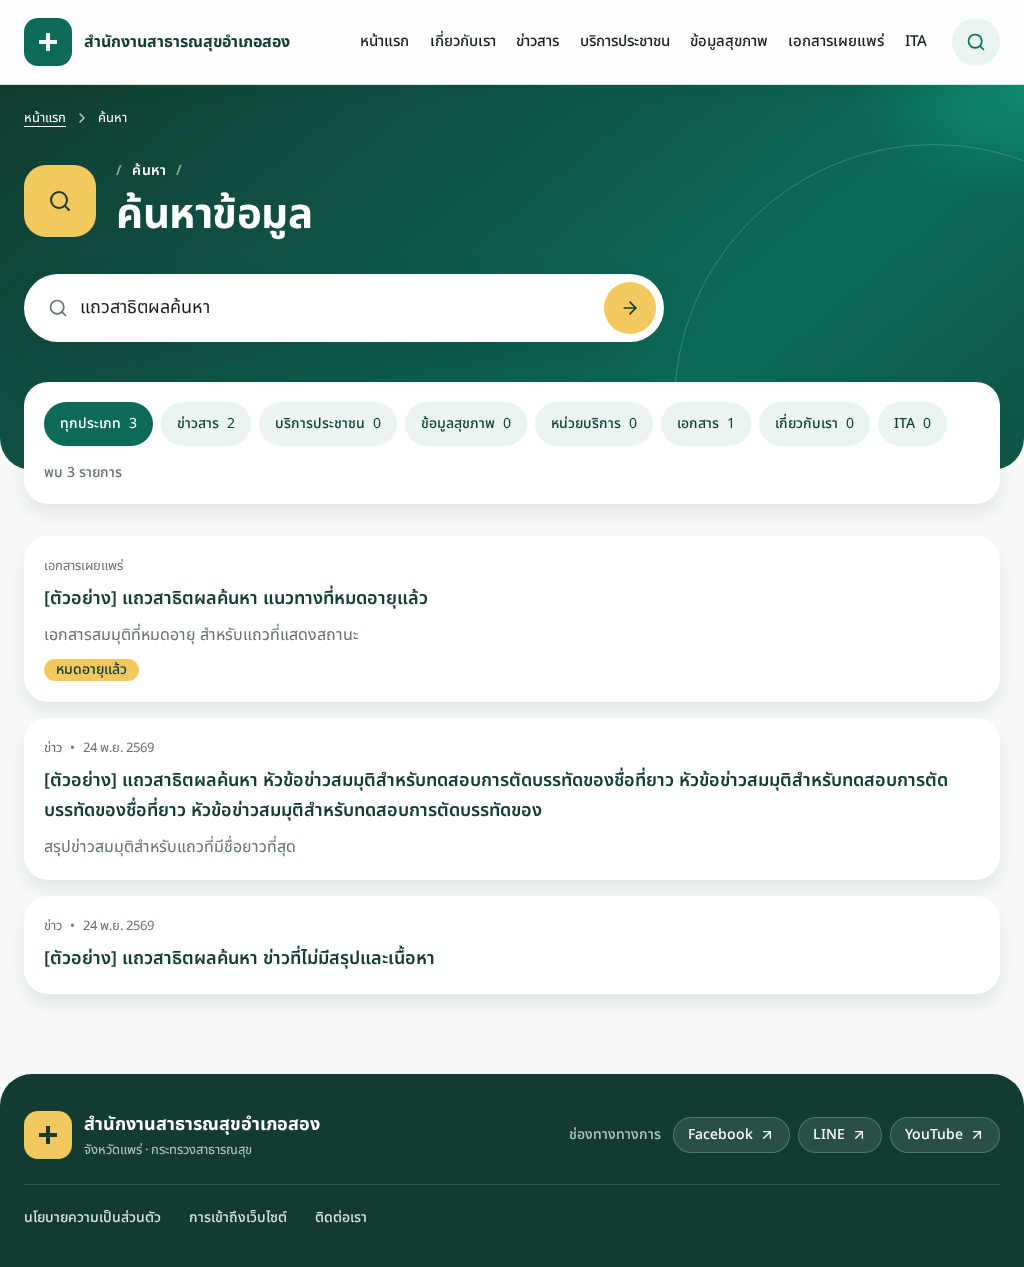 สำนักงานสาธารณสุขอำเภอสอง
หน้าแรก เกี่ยวกับเรา ข่าวสาร บริการประชาชน ข้อมูลสุขภาพ เอกสารเผยแพร่ ITA
หน้าแรก > ค้นหา
/ ค้นหา /
ค้นหาข้อมูล
แถวสาธิตผลค้นหา
ทุกประเภท 3 ข่าวสาร 2 บริการประชาชน 0 ข้อมูลสุขภาพ 0 หน่วยบริการ 0 เอกสาร 1 เกี่ยวกับเรา 0 ITA 0
พบ 3 รายการ
เอกสารเผยแพร่
[ตัวอย่าง] แถวสาธิตผลค้นหา แนวทางที่หมดอายุแล้ว
เอกสารสมมุติที่หมดอายุ สำหรับแถวที่แสดงสถานะ
หมดอายุแล้ว
ข่าว • 24 พ.ย. 2569
[ตัวอย่าง] แถวสาธิตผลค้นหา หัวข้อข่าวสมมุติสำหรับทดสอบการตัดบรรทัดของชื่อที่ยาว หัวข้อข่าวสมมุติสำหรับทดสอบการตัด
บรรทัดของชื่อที่ยาว หัวข้อข่าวสมมุติสำหรับทดสอบการตัดบรรทัดของ
สรุปข่าวสมมุติสำหรับแถวที่มีชื่อยาวที่สุด
ข่าว • 24 พ.ย. 2569
[ตัวอย่าง] แถวสาธิตผลค้นหา ข่าวที่ไม่มีสรุปและเนื้อหา
สำนักงานสาธารณสุขอำเภอสอง
จังหวัดแพร่ · กระทรวงสาธารณสุข
ช่องทางทางการ Facebook LINE YouTube
นโยบายความเป็นส่วนตัว การเข้าถึงเว็บไซต์ ติดต่อเรา